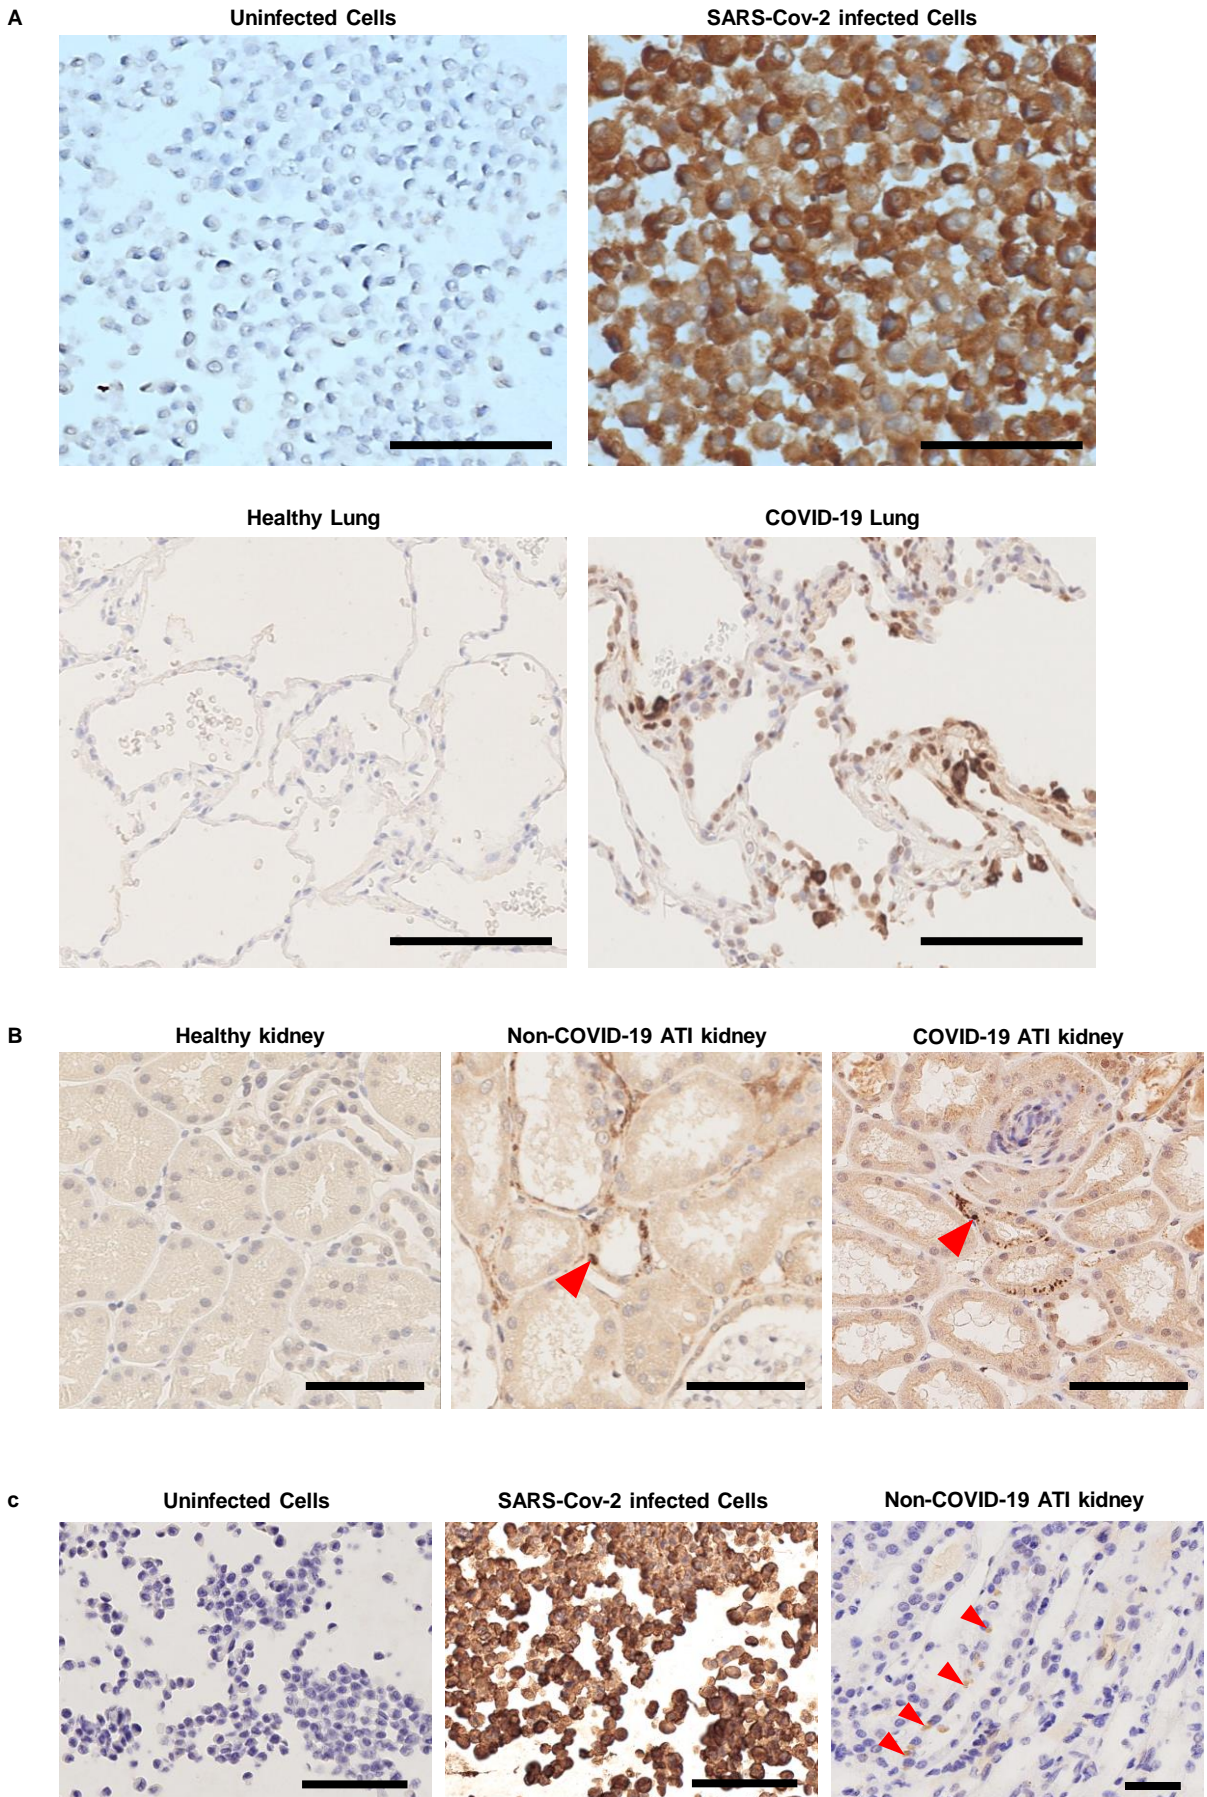 A
Uninfected Cells
SARS-Cov-2 infected Cells
Healthy Lung
COVID-19 Lung
B
Healthy kidney
Non-COVID-19 ATI kidney
COVID-19 ATI kidney
c
Uninfected Cells
SARS-Cov-2 infected Cells
Non-COVID-19 ATI kidney